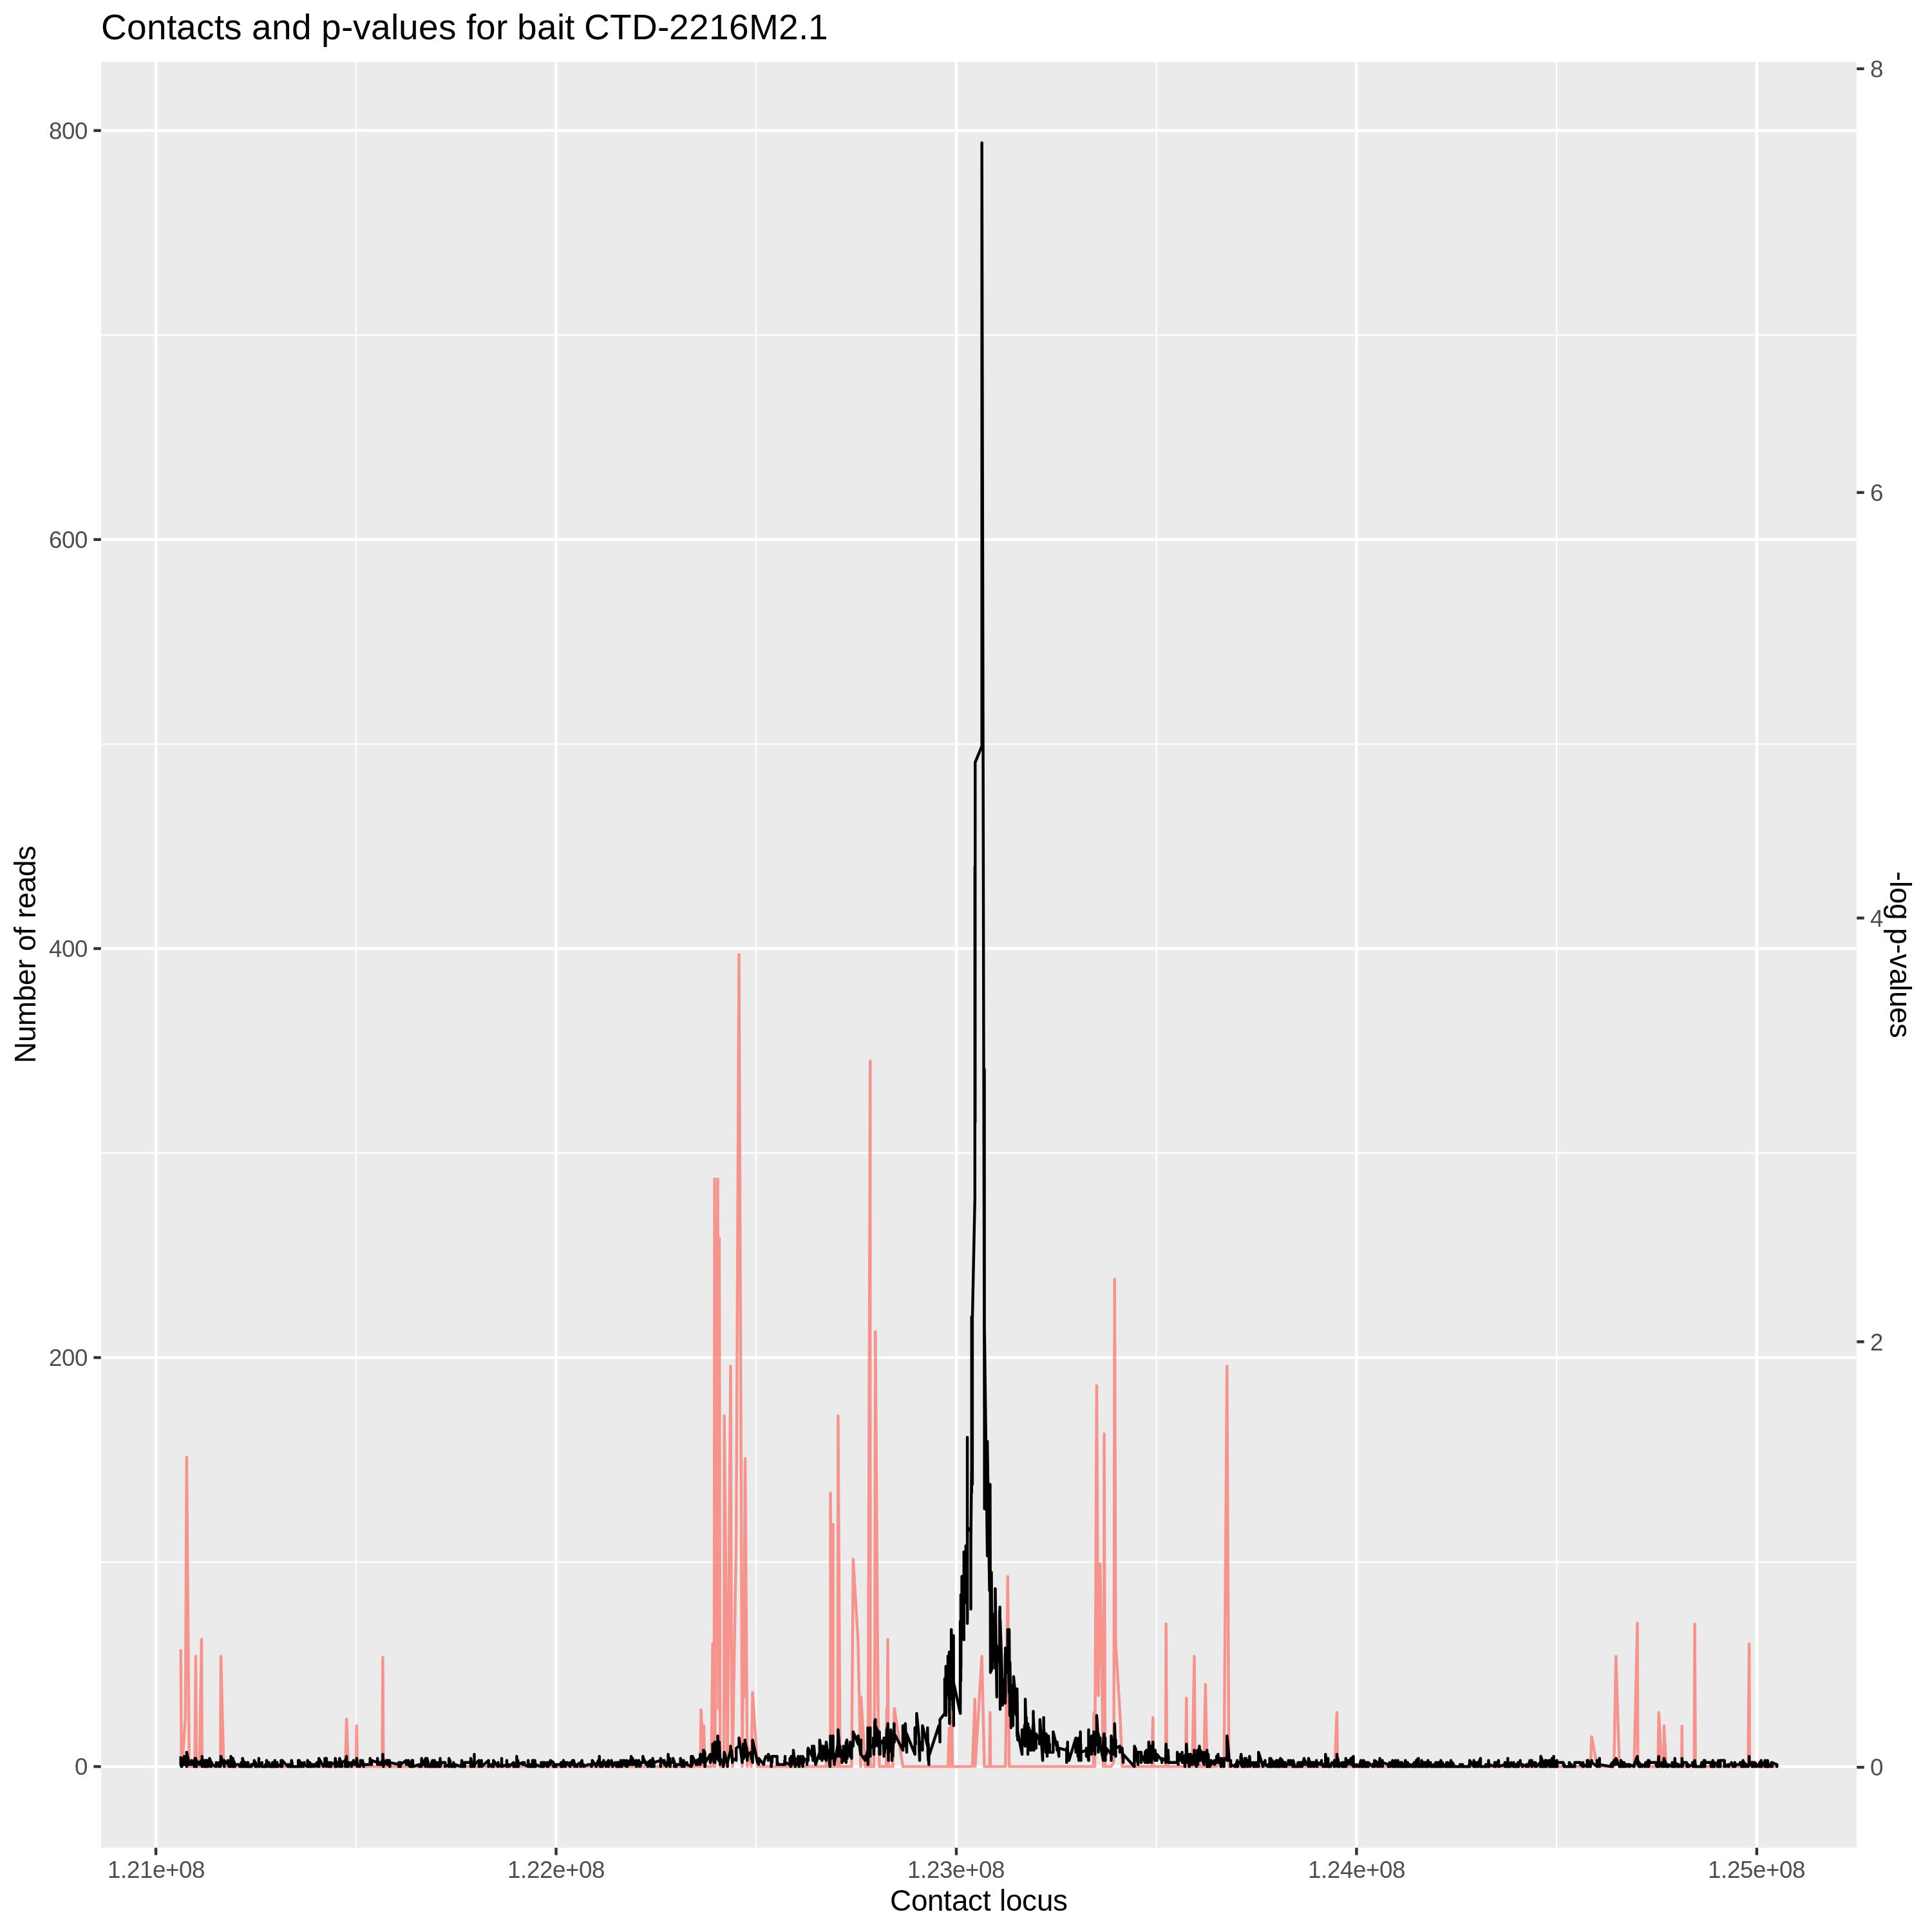 Contacts and p-values for bait CTD-2216M2.1
800
600
400
200
0
Number of reads
8
6
4
2
0
-log p-values
1.21e+08
1.22e+08
1.23e+08
1.24e+08
1.25e+08
Contact locus